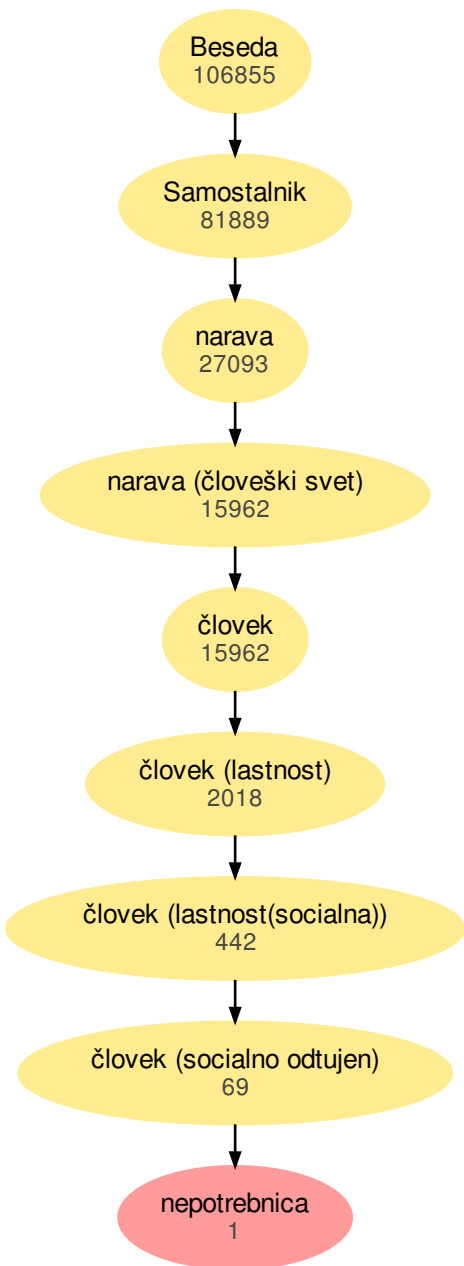 Beseda
106855
Samostalnik
81889
narava
27093
narava (človeški svet)
15962
človek
15962
človek (lastnost)
2018
človek (lastnost(socialna))
442
človek (socialno odtujen)
69
nepotrebnica
1